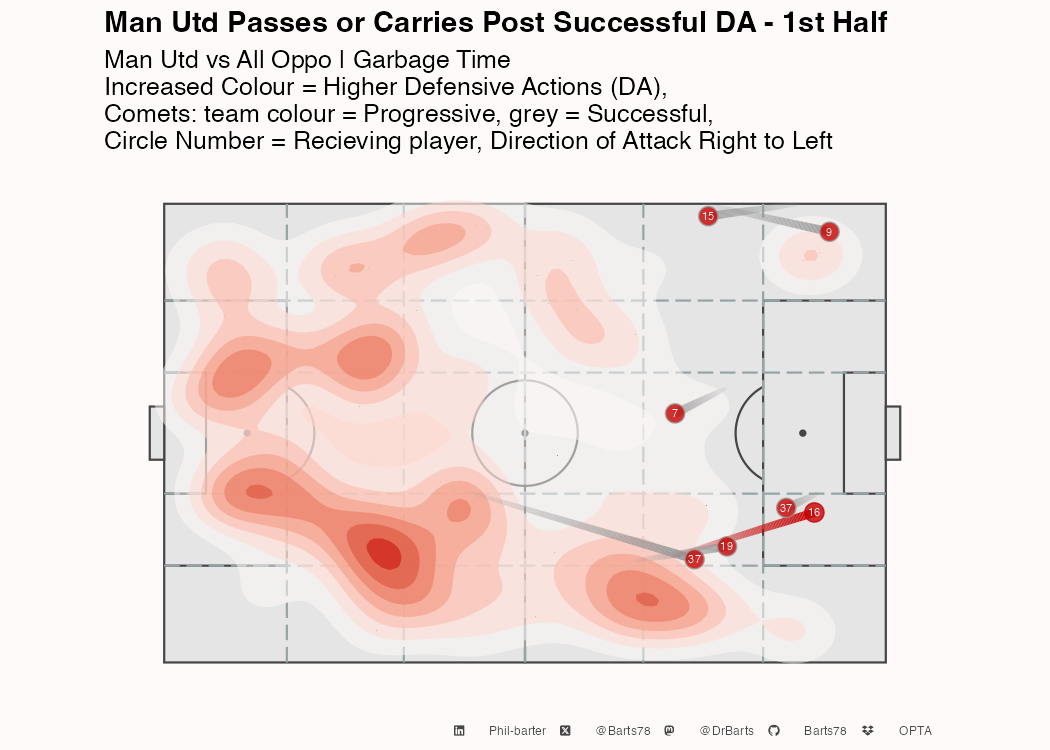 Man Utd Passes or Carries Post Successful DA - 1st Half
Man Utd vs All Oppo | Garbage Time
Increased Colour = Higher Defensive Actions (DA),
Comets: team colour = Progressive, grey = Successful,
Circle Number = Recieving player, Direction of Attack Right to Left
15
9
7
37
16
19
37
Phil-barter @Barts78 @DrBarts Barts78 OPTA